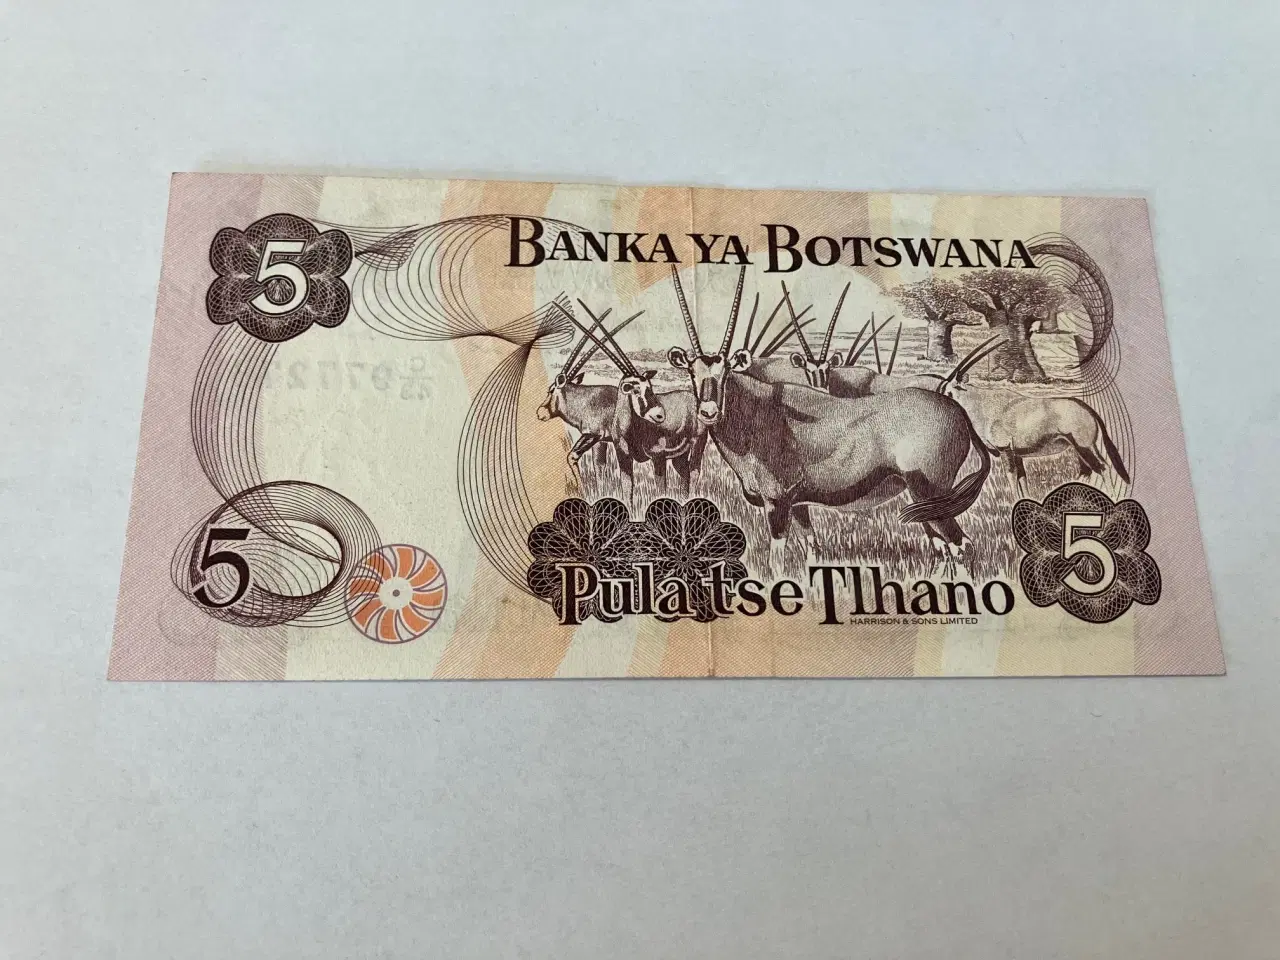 5
BANKA YA BOTSWANA
5
5
Pula tse Tlhano
HARRISON & SONS LIMITED